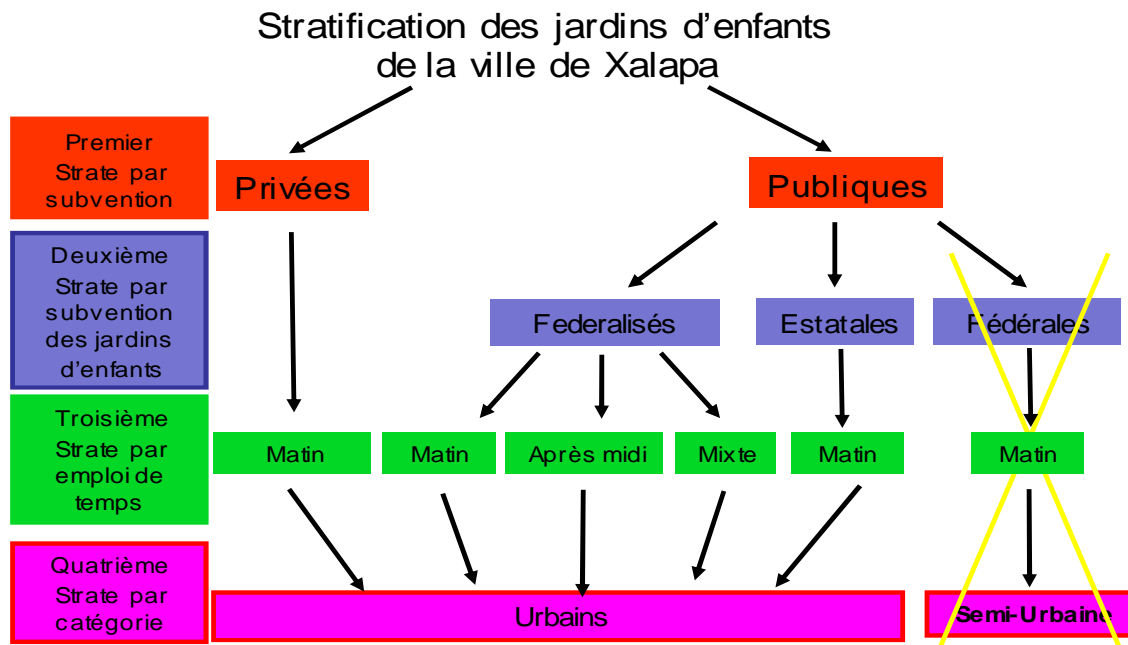 Stratification des jardins d'enfants
de la ville de Xalapa
Premier
Strate par
subvention
Privées
Publiques
Deuxième
Strate par
subvention
des jardins
d'enfants
Federalisés
Estatales
Fédérales
Troisième
Strate par
emploi de
temps
Matin
Matin
Après midi
Mixte
Matin
Matin
Quatrième
Strate par
catégorie
Urbains
Semi-Urbaine